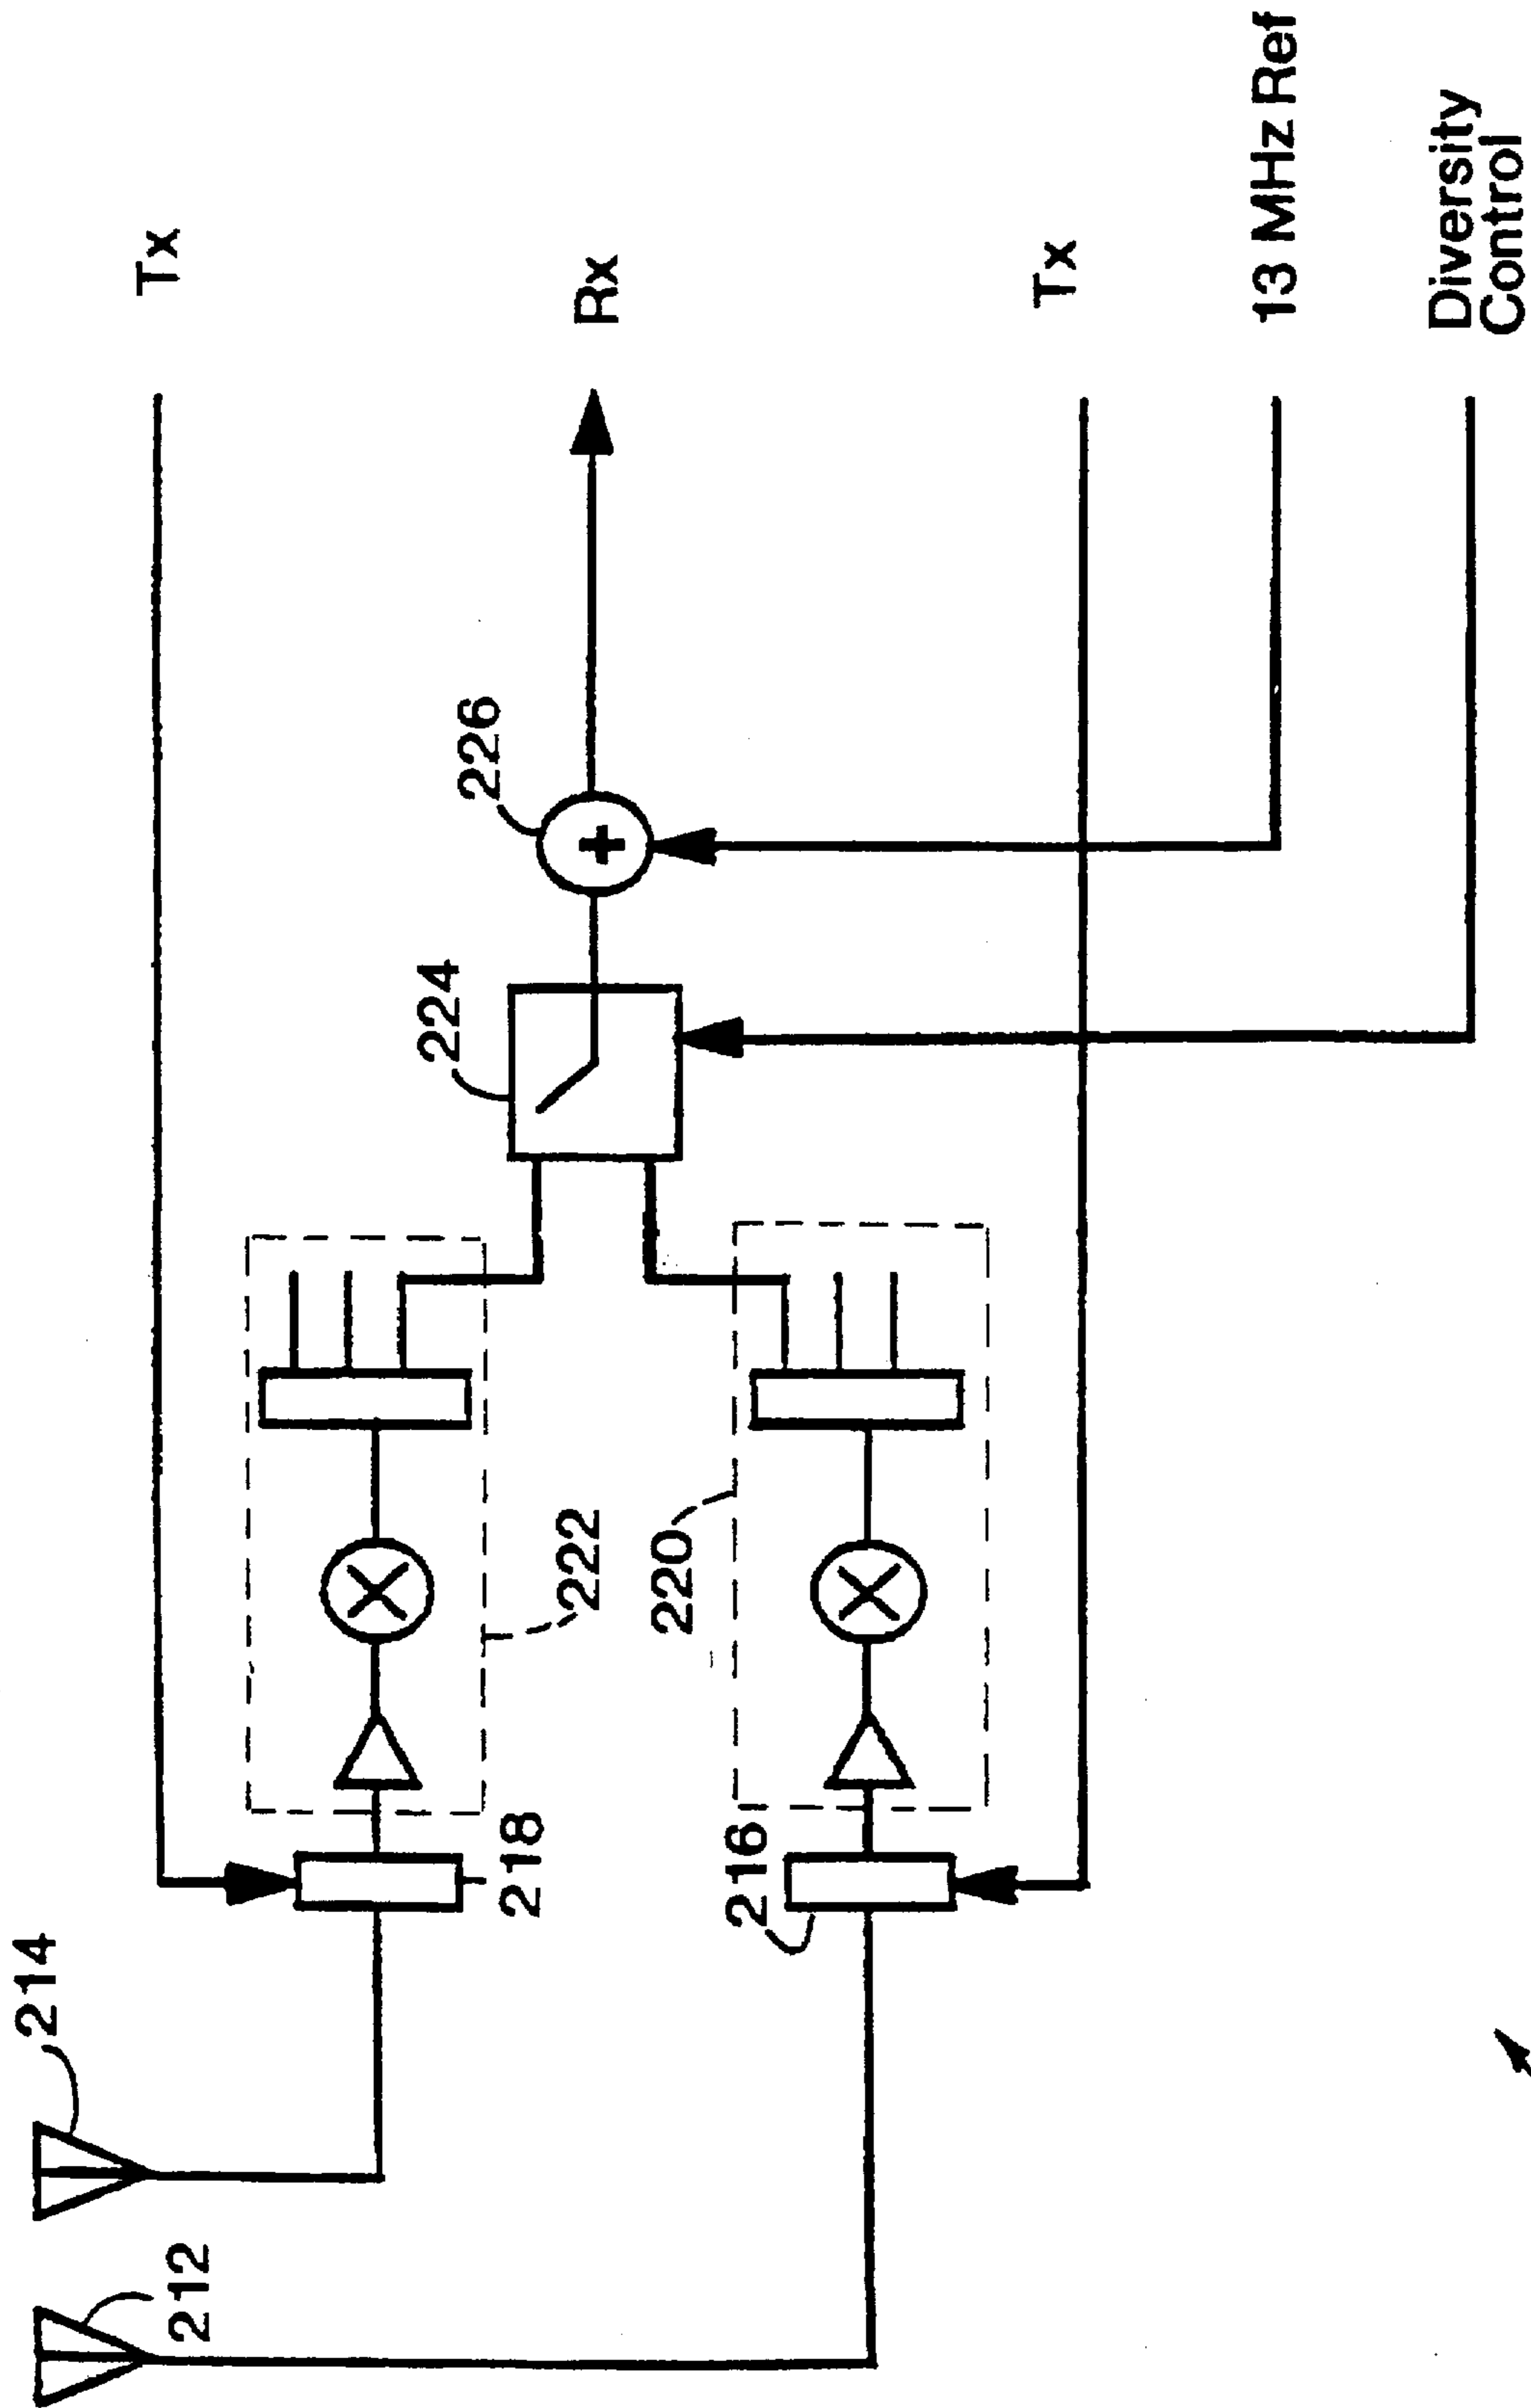 Tx
Rx
Tx
13 MHz Ref
Diversity
Control
214
212
218
216
222
220
224
226